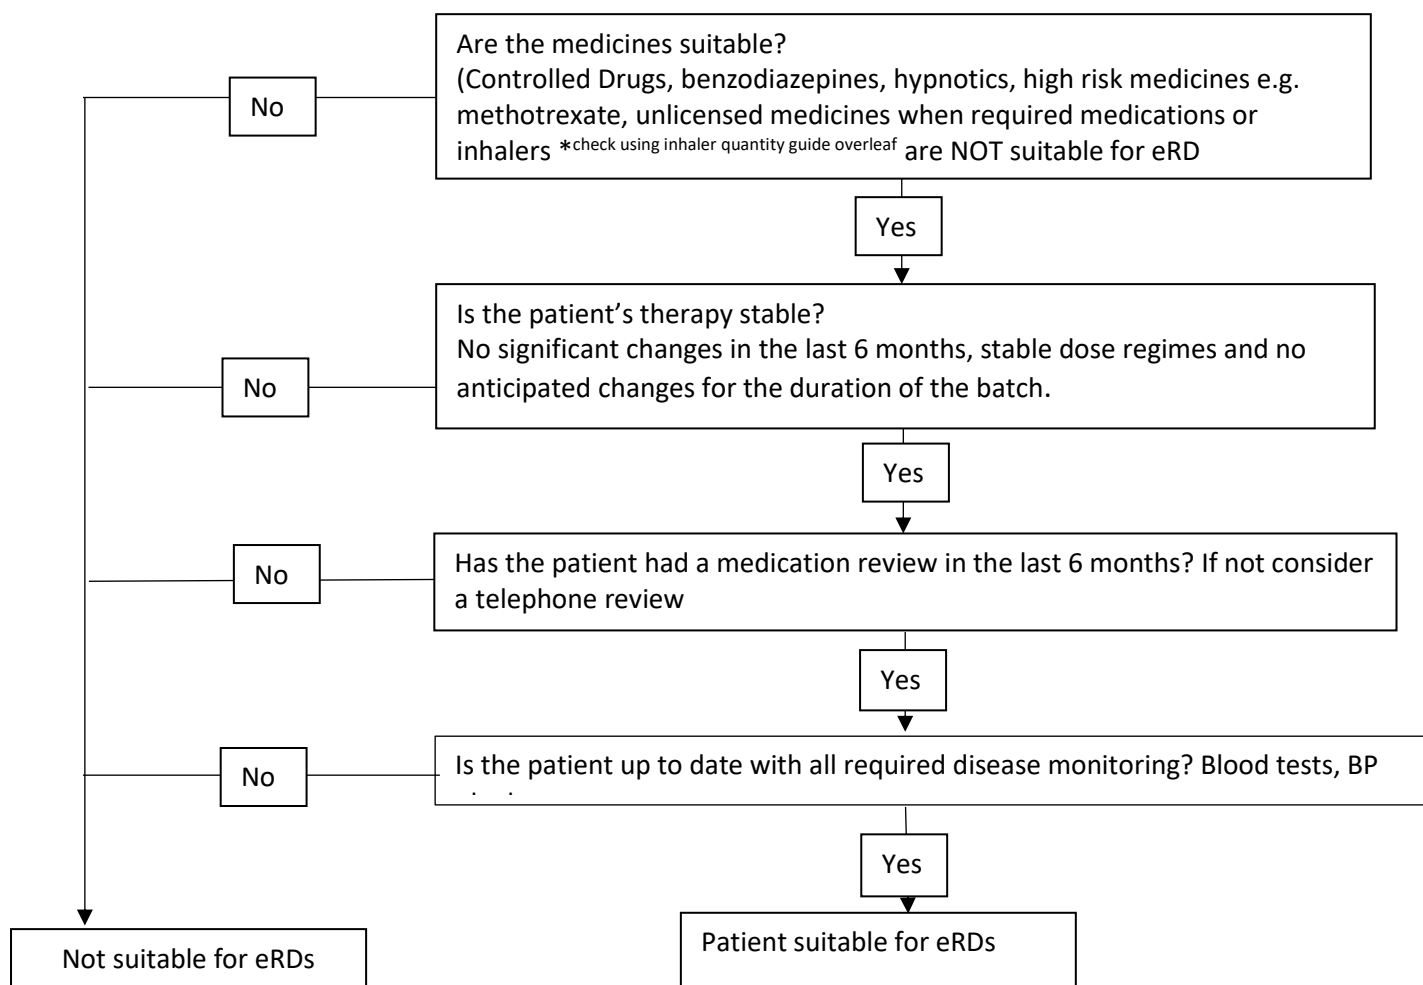 Are the medicines suitable?
(Controlled Drugs, benzodiazepines, hypnotics, high risk medicines e.g.
No
methotrexate, unlicensed medicines when required medications or
inhalers *check using inhaler quantity guide overleaf are NOT suitable for eRD
Yes
Is the patient’s therapy stable?
No significant changes in the last 6 months, stable dose regimes and no
No
anticipated changes for the duration of the batch.
Yes
Has the patient had a medication review in the last 6 months? If not consider
No
a telephone review
Yes
Is the patient up to date with all required disease monitoring? Blood tests, BP
No
Yes
Patient suitable for eRDs
Not suitable for eRDs